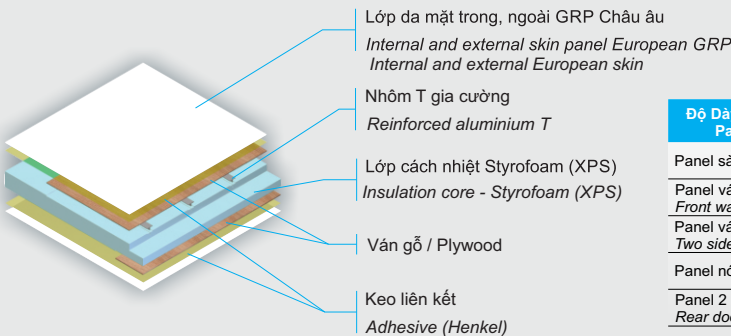 Lớp da mặt trong, ngoài GRP Châu âu
Internal and external skin panel European GRP
Internal and external European skin
Nhôm T gia cường
Reinforced aluminium T
Lớp cách nhiệt Styrofoam (XPS)
Insulation core - Styrofoam (XPS)
Ván gỗ / Plywood
Keo liên kết
Adhesive (Henkel)
Độ Dà
Pa
Panel sà
Panel vá
Front wa
Panel vá
Two side
Panel nó
Panel 2
Rear doo